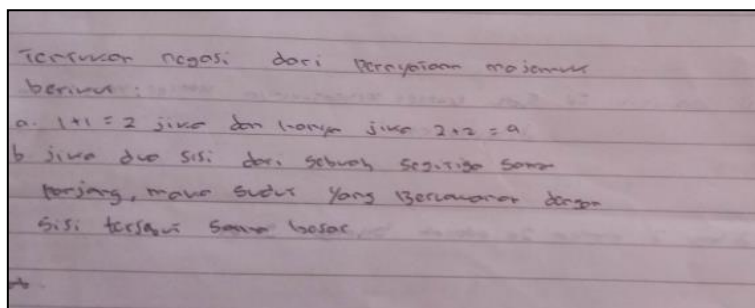 Tentukan negasi dari pernyataan majemuk
berikut :
a. 1+1 = 2 jika dan hanya jika 2+2 = 4
b jika dua sisi dari sebuah segitiga sama
panjang, maka sudut yang Berlawanan dengan
sisi tersebut sama besar